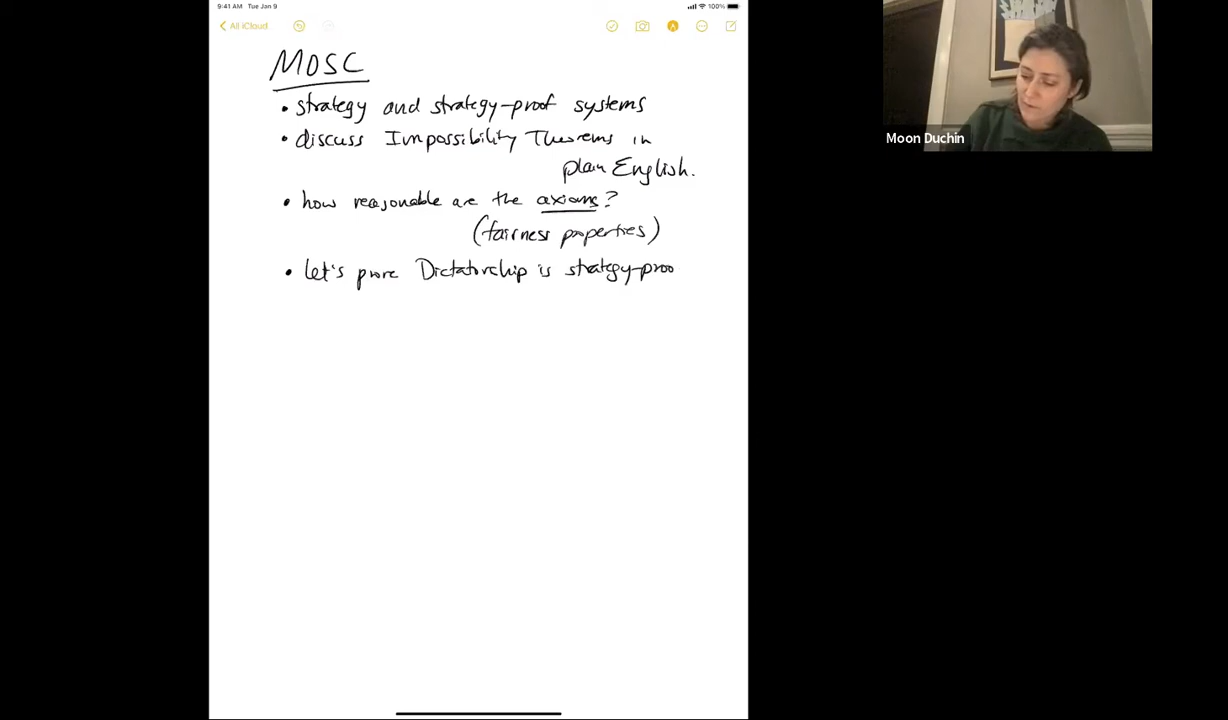 9:41 AM Tue Jan 9
100%
All iCloud
MOSC
• strategy and strategy-proof systems
• discuss Impossibility Theorems in
plain English.
• how reasonable are the axioms?
(fairness properties)
• let's prove Dictatorship is strategy-proo
Moon Duchin